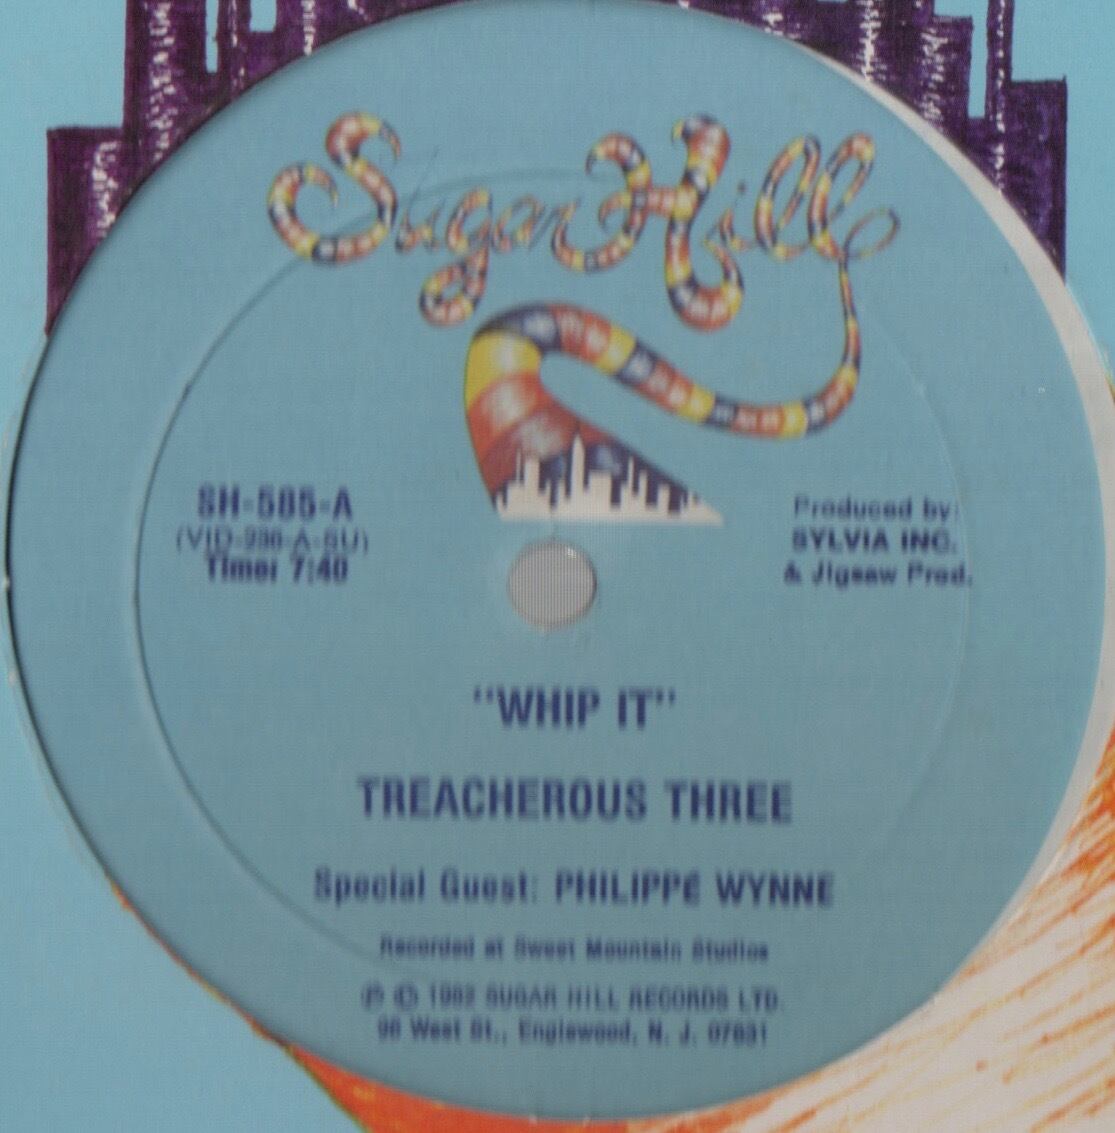 Sugar Hill
SH-585-A
(VID-236-A-SU)
Time: 7:40
Produced by:
SYLVIA INC.
& Jigsaw Prod.
"WHIP IT"
TREACHEROUS THREE
Special Guest: PHILIPPÉ WYNNE
Recorded at Sweet Mountain Studios
℗ © 1982 SUGAR HILL RECORDS LTD.
96 West St., Englewood, N. J. 07631